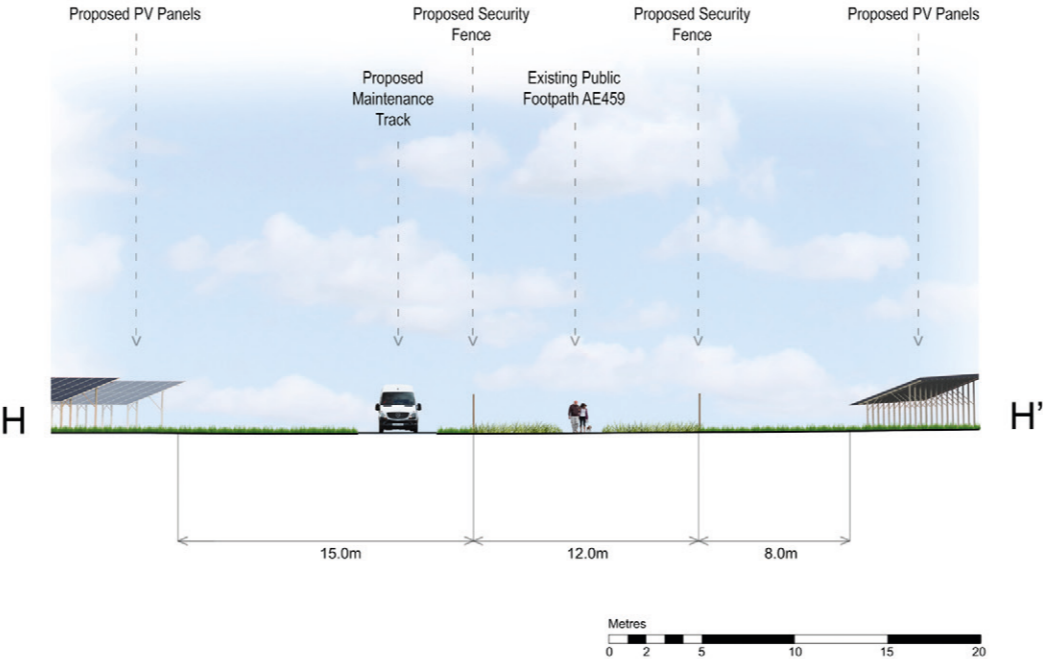 Proposed PV Panels
Proposed Security
Fence
Proposed Security
Fence
Proposed PV Panels
Proposed
Maintenance
Track
Existing Public
Footpath AE459
H
H'
15.0m
12.0m
8.0m
Metres
0 2 5 10 15 20